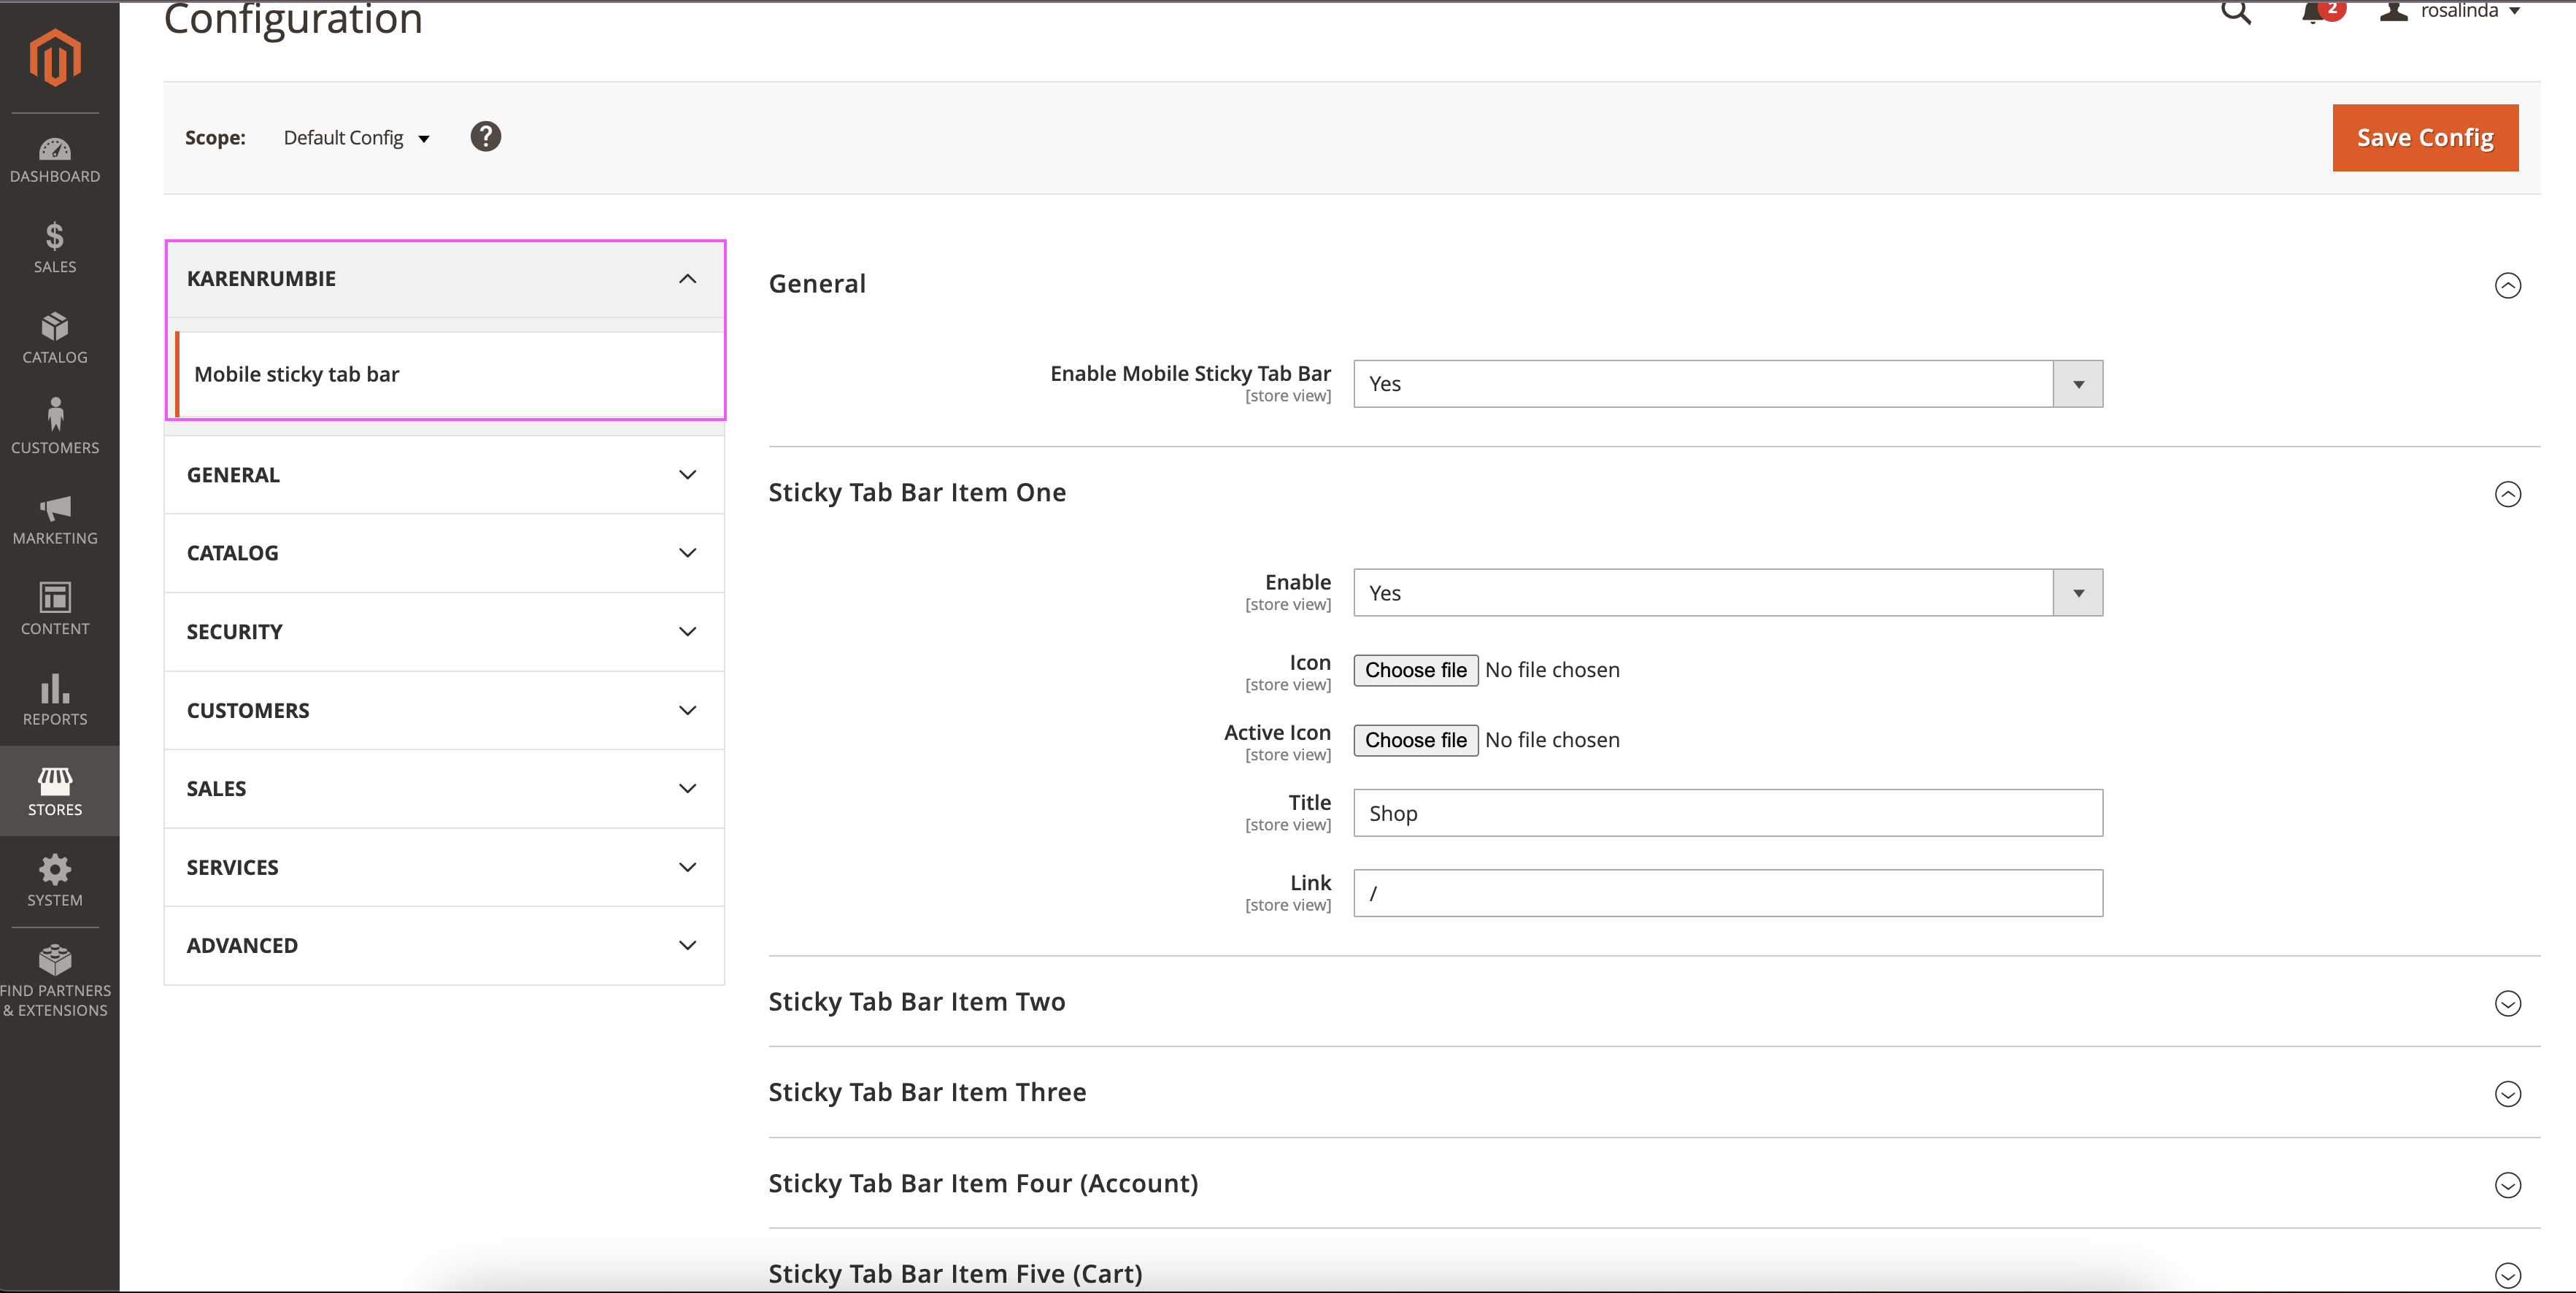 Configuration
2
rosalinda
Scope:
Default Config
?
Save Config
DASHBOARD
$
SALES
CATALOG
CUSTOMERS
MARKETING
CONTENT
REPORTS
STORES
SYSTEM
FIND PARTNERS
& EXTENSIONS
KARENRUMBIE
Mobile sticky tab bar
GENERAL
CATALOG
SECURITY
CUSTOMERS
SALES
SERVICES
ADVANCED
General
Enable Mobile Sticky Tab Bar
[store view]
Yes
Sticky Tab Bar Item One
Enable
[store view]
Yes
Icon
[store view]
Choose file No file chosen
Active Icon
[store view]
Choose file No file chosen
Title
[store view]
Shop
Link
[store view]
/
Sticky Tab Bar Item Two
Sticky Tab Bar Item Three
Sticky Tab Bar Item Four (Account)
Sticky Tab Bar Item Five (Cart)